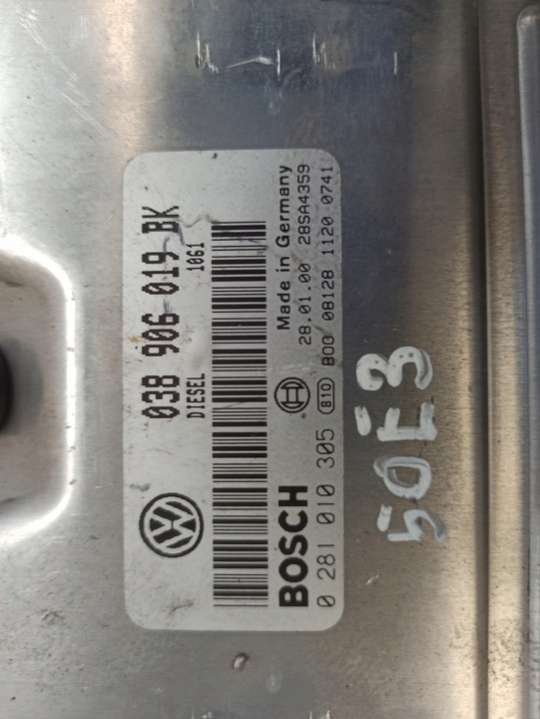 038 906 019 BK
DIESEL 1061
Made in Germany
BOSCH 28.01.00 28SA4359
0 281 010 305 810 800 08128 1120 0741
50E3